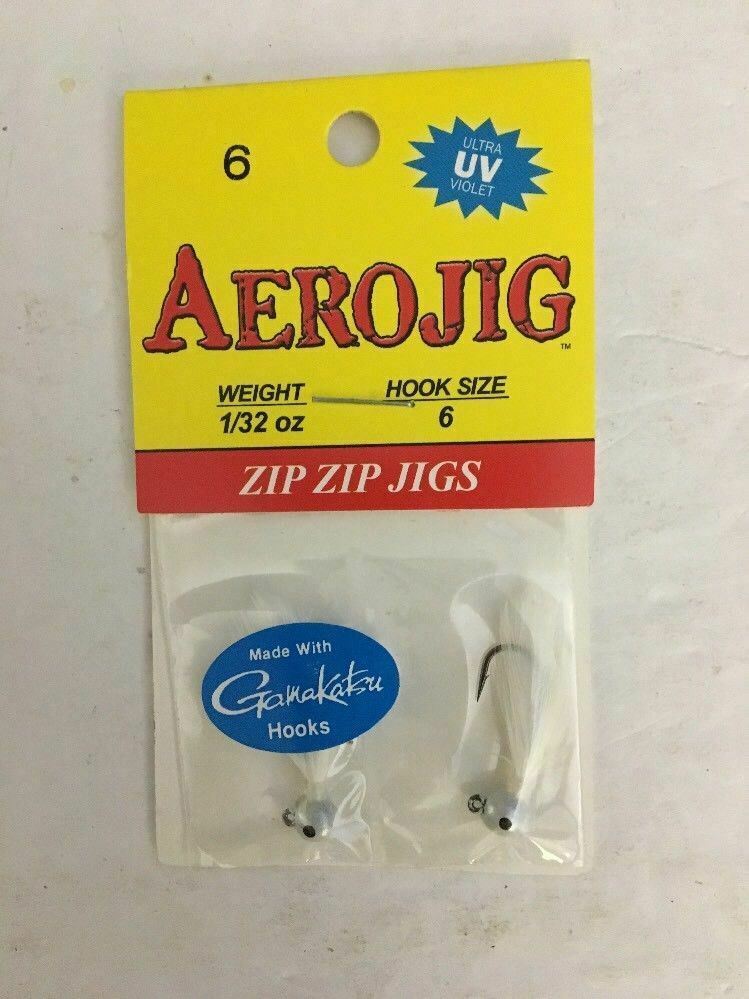 6
ULTRA
UV
VIOLET
AEROJIG
™
WEIGHT HOOK SIZE
1/32 oz 6
ZIP ZIP JIGS
Made With
Gamakatsu
Hooks